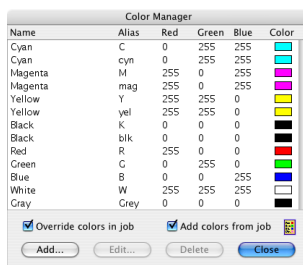 Color Manager
Name Alias Red Green Blue Color
Cyan C 0 255 255
Cyan cyn 0 255 255
Magenta M 255 0 255
Magenta mag 255 0 255
Yellow Y 255 255 0
Yellow yel 255 255 0
Black K 0 0 0
Black blk 0 0 0
Red R 255 0 0
Green G 0 255 0
Blue B 0 0 255
White W 255 255 255
Gray Grey 0 0 0
Override colors in job Add colors from job
Add... Edit... Delete Close